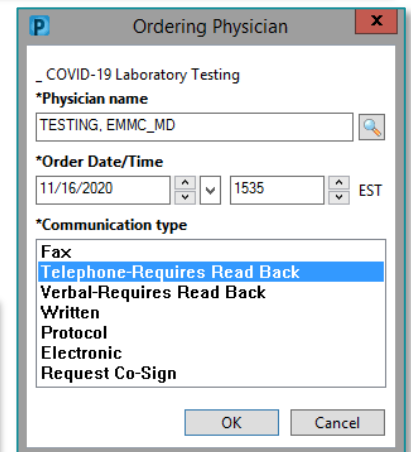 P Ordering Physician x
_ COVID-19 Laboratory Testing
*Physician name
TESTING, EMMC_MD
*Order Date/Time
11/16/2020 1535 EST
*Communication type
Fax
Telephone-Requires Read Back
Verbal-Requires Read Back
Written
Protocol
Electronic
Request Co-Sign
OK Cancel